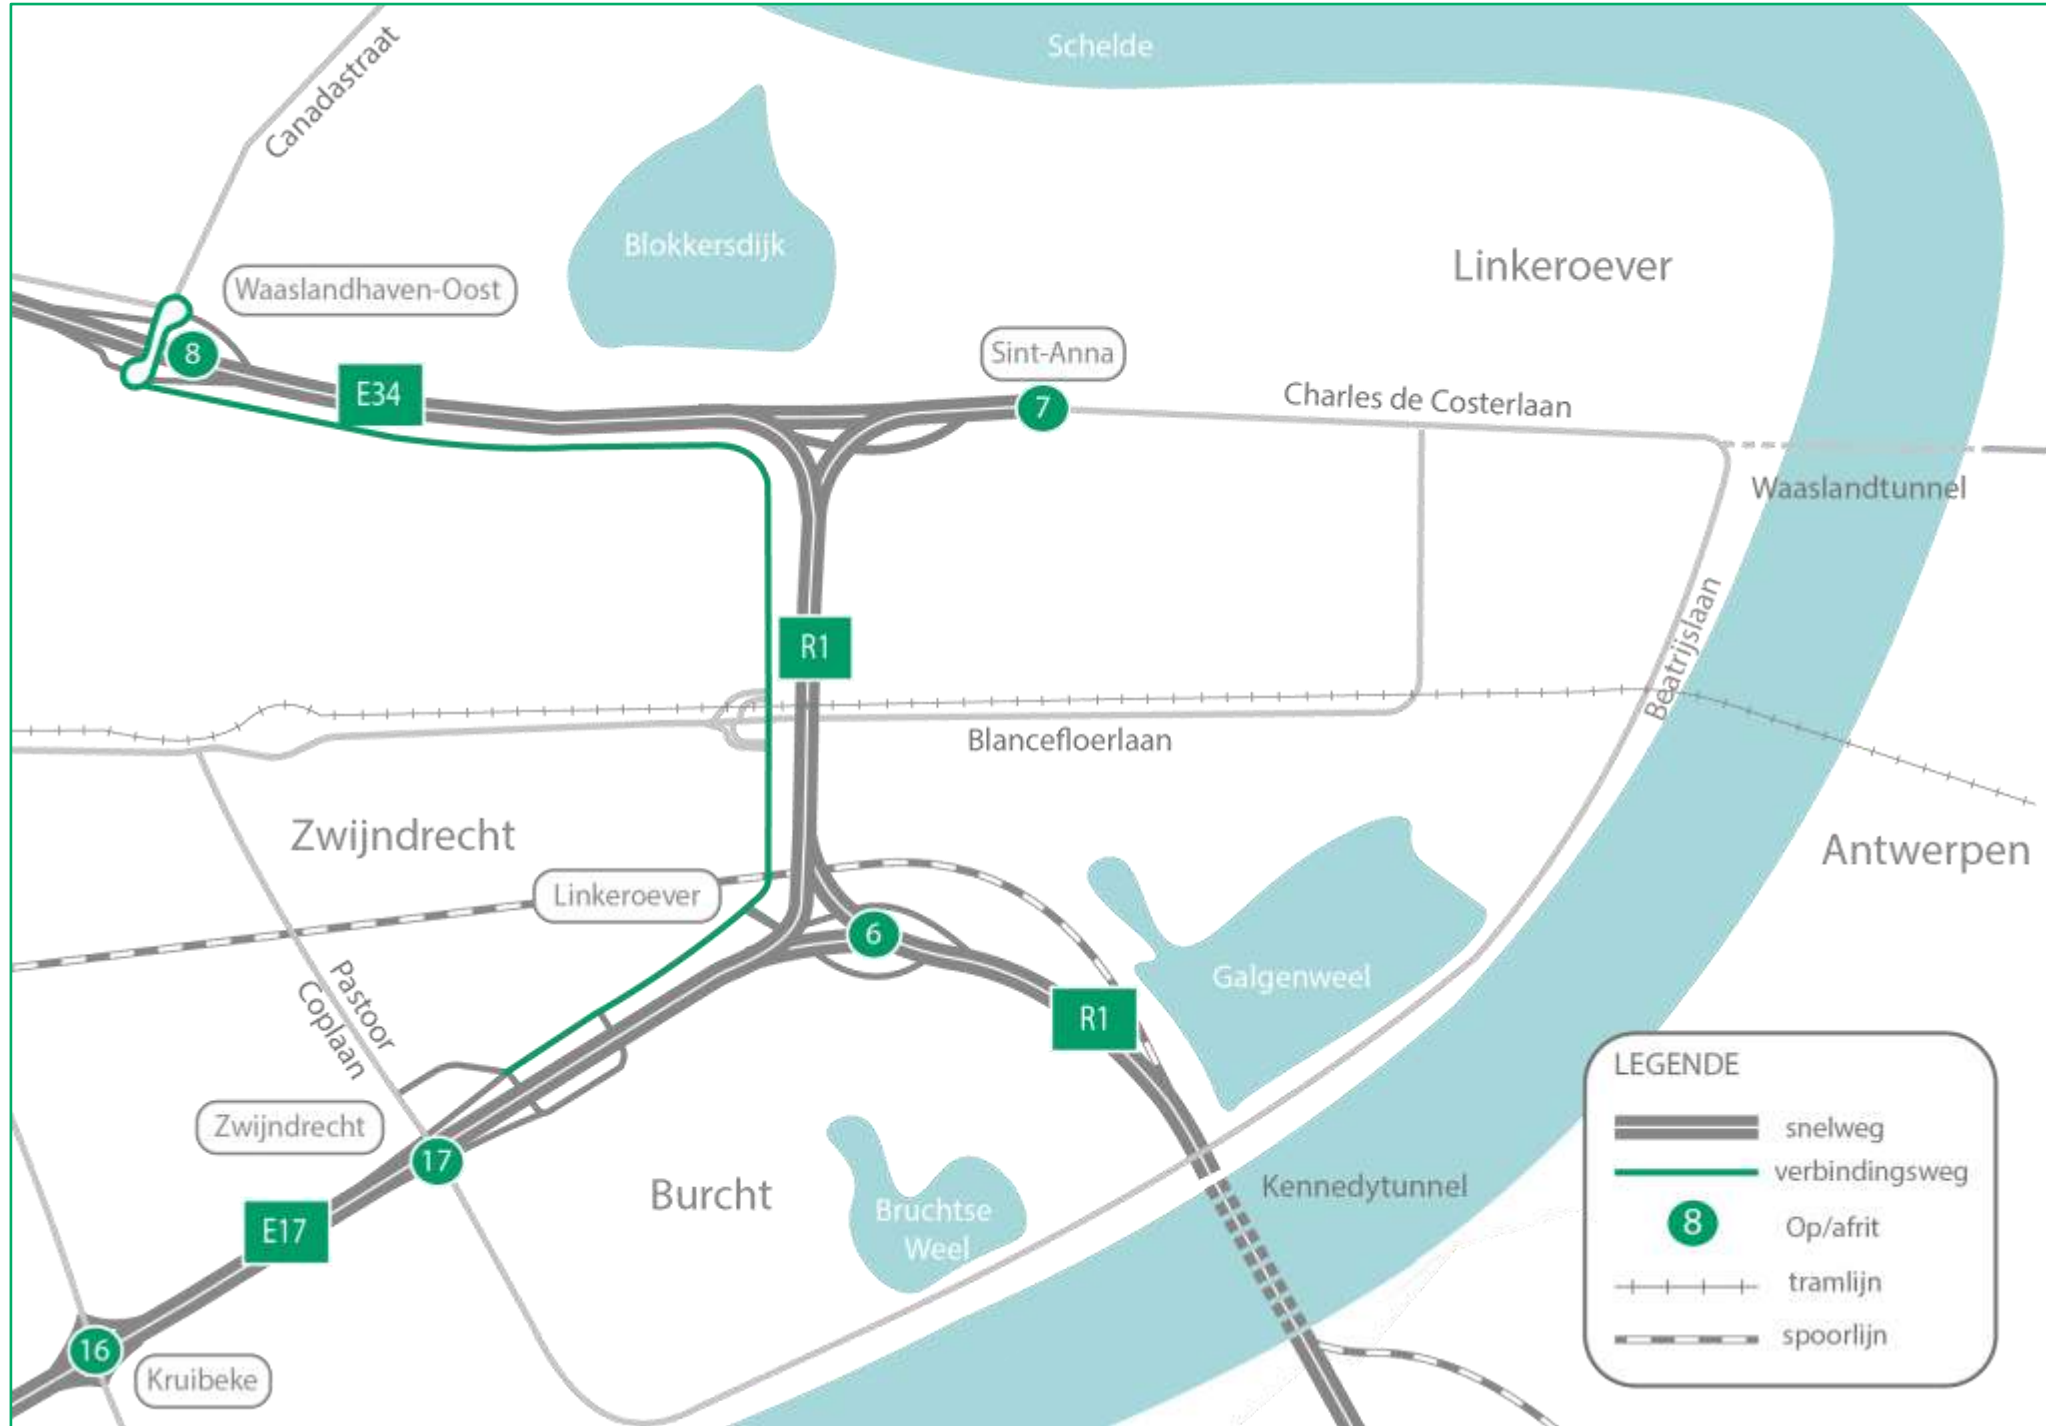 Schelde
Canadastraat
Blokkersdijk
Linkeroever
Waaslandhaven-Oost
8
E34
Sint-Anna
7
Charles de Costerlaan
Waaslandtunnel
R1
Beatrijslaan
Blancefloerlaan
Zwijndrecht
Antwerpen
Linkeroever
6
Galgenweel
Pastoor
Coplaan
R1
Zwijndrecht
17
Burcht
Bruchtse
Weel
Kennedytunnel
E17
16
Kruibeke
LEGENDE
snelweg
verbindingsweg
8
Op/afrit
tramlijn
spoorlijn